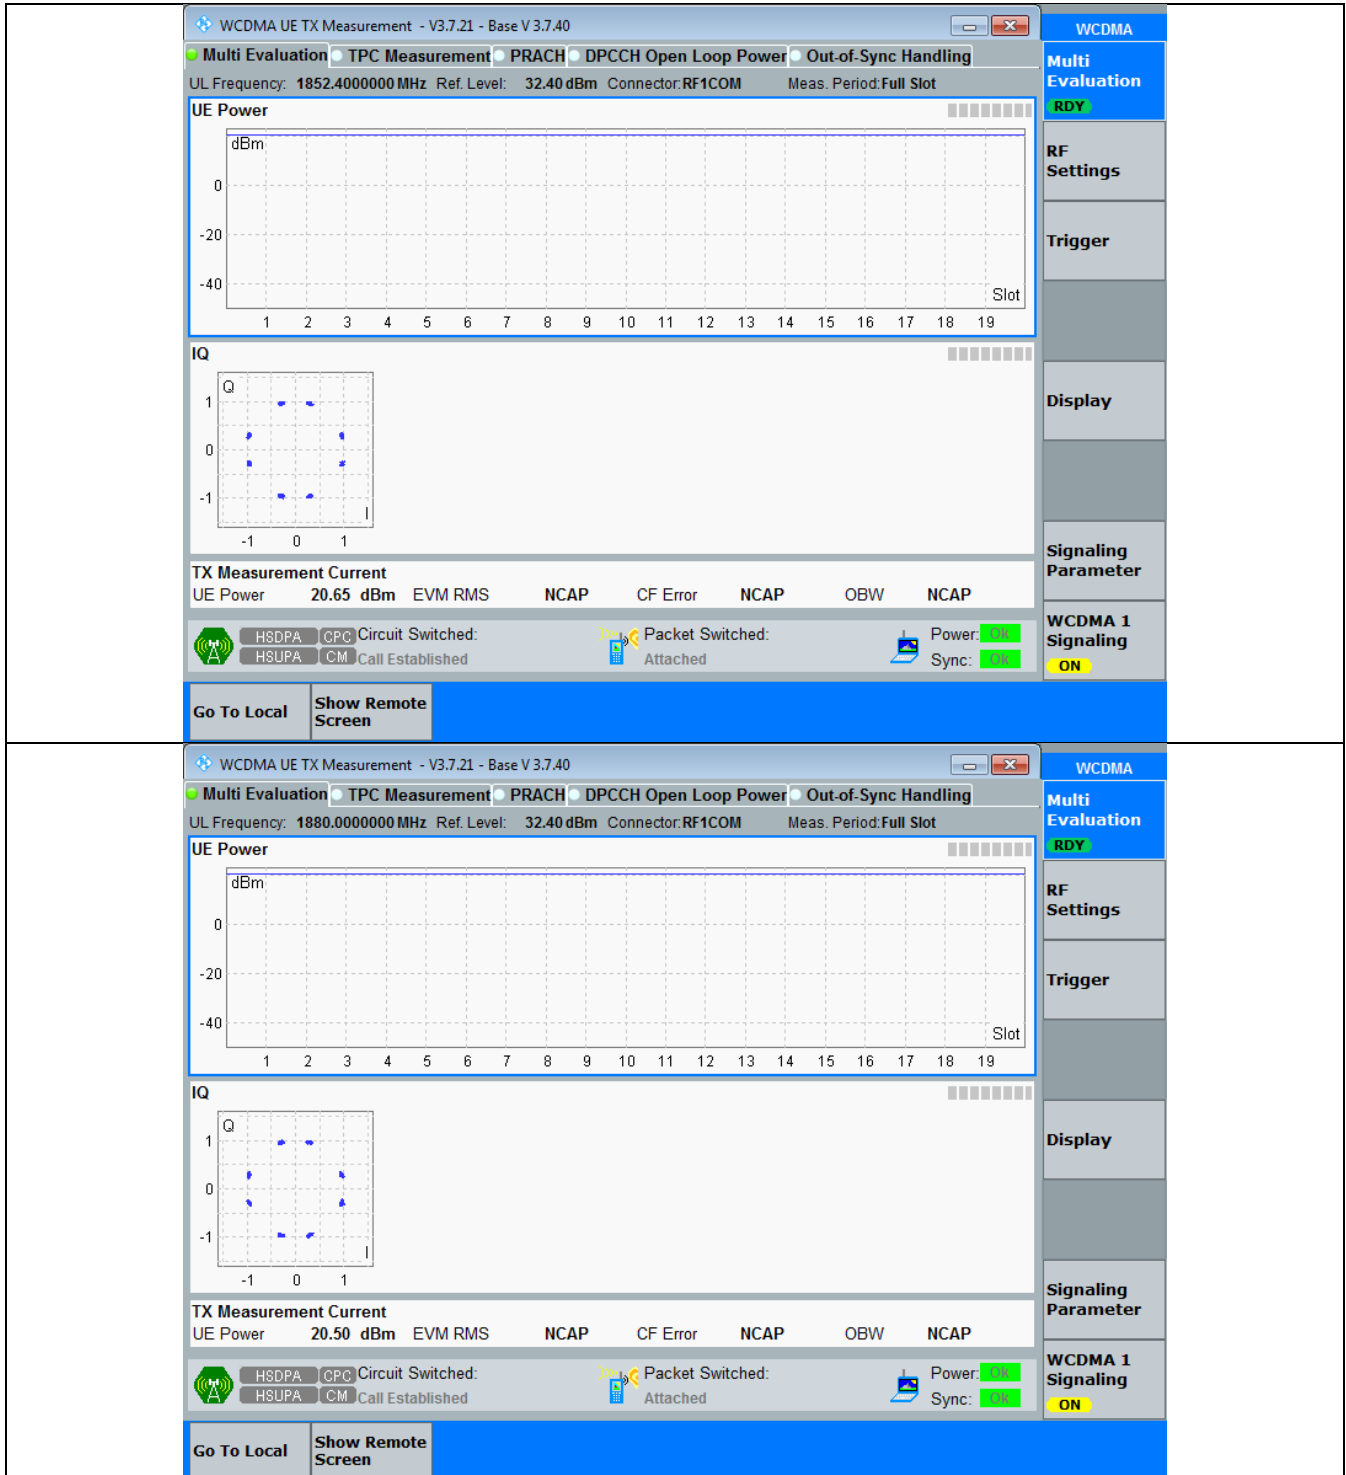 WCDMA UE TX Measurement - V3.7.21 - Base V 3.7.40
WCDMA
Multi Evaluation TPC Measurement PRACH DPCCH Open Loop Power Out-of-Sync Handling
Multi
Evaluation
RDY
UL Frequency: 1852.4000000 MHz Ref. Level: 32.40 dBm Connector: RF1COM Meas. Period: Full Slot
UE Power
dBm
0
-20
-40
Slot
1 2 3 4 5 6 7 8 9 10 11 12 13 14 15 16 17 18 19
RF
Settings
Trigger
IQ
Q
1
0
-1
I
-1 0 1
Display
TX Measurement Current
UE Power 20.65 dBm EVM RMS NCAP CF Error NCAP OBW NCAP
Signaling
Parameter
HSDPA CPC Circuit Switched: Packet Switched: Power: Ok
HSUPA CM Call Established Attached Sync: Ok
WCDMA 1
Signaling
ON
Go To Local
Show Remote
Screen
WCDMA UE TX Measurement - V3.7.21 - Base V 3.7.40
WCDMA
Multi Evaluation TPC Measurement PRACH DPCCH Open Loop Power Out-of-Sync Handling
Multi
Evaluation
RDY
UL Frequency: 1880.0000000 MHz Ref. Level: 32.40 dBm Connector: RF1COM Meas. Period: Full Slot
UE Power
dBm
0
-20
-40
Slot
1 2 3 4 5 6 7 8 9 10 11 12 13 14 15 16 17 18 19
RF
Settings
Trigger
IQ
Q
1
0
-1
I
-1 0 1
Display
TX Measurement Current
UE Power 20.50 dBm EVM RMS NCAP CF Error NCAP OBW NCAP
Signaling
Parameter
HSDPA CPC Circuit Switched: Packet Switched: Power: Ok
HSUPA CM Call Established Attached Sync: Ok
WCDMA 1
Signaling
ON
Go To Local
Show Remote
Screen